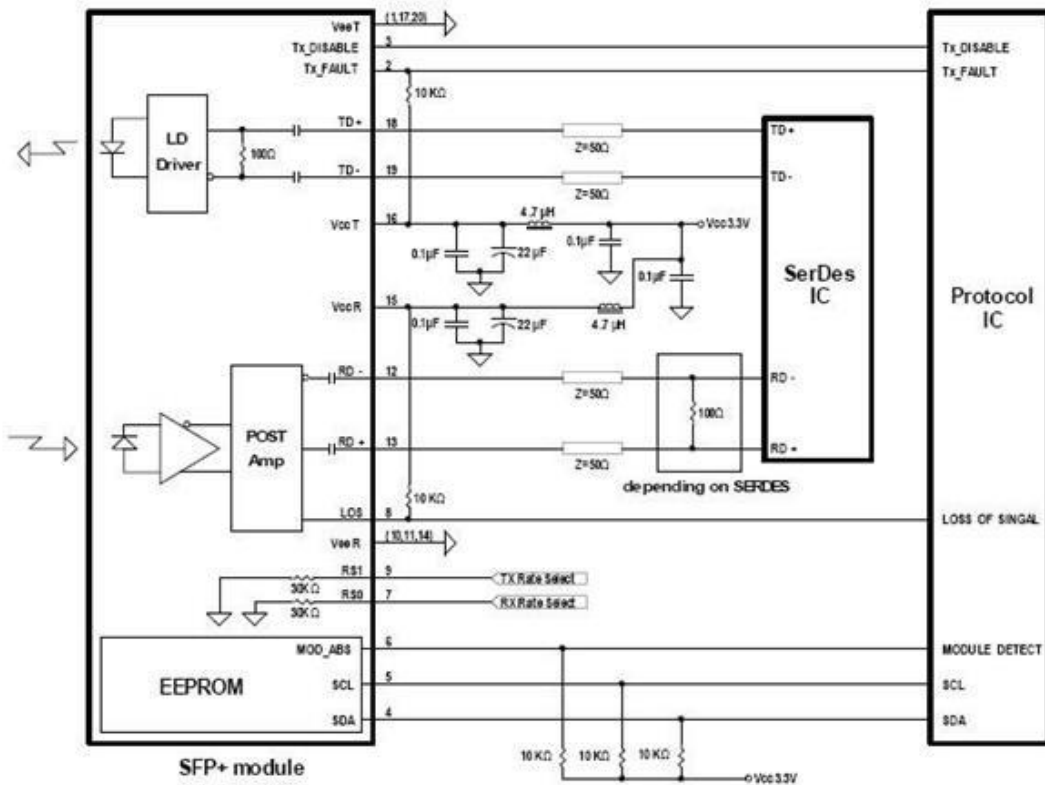 VeeT (1,17,20)
Tx_DISABLE 3 Tx_DISABLE
Tx_FAULT 2 Tx_FAULT
10 KΩ
LD Driver
100Ω
TD+ 18 TD+
Z=50Ω
TD- 19 TD-
Z=50Ω
4.7 µH
VccT 16 Vcc3.3V
0.1µF
22 µF
0.1µF
0.1µF
SerDes IC
Protocol IC
VccR 15
0.1µF
22 µF
4.7 µH
RD - 12 RD -
Z=50Ω
100Ω
POST Amp
RD + 13 RD +
Z=50Ω
depending on SERDES
10 KΩ
LOS 8 LOSS OF SINGAL
VeeR (10,11,14)
RS1 9 TX Rate Select
30KΩ
RS0 7 RX Rate Select
30KΩ
MOD_ABS 6 MODULE DETECT
EEPROM
SCL 5 SCL
SDA 4 SDA
10 KΩ 10 KΩ 10 KΩ
Vcc3.3V
SFP+ module